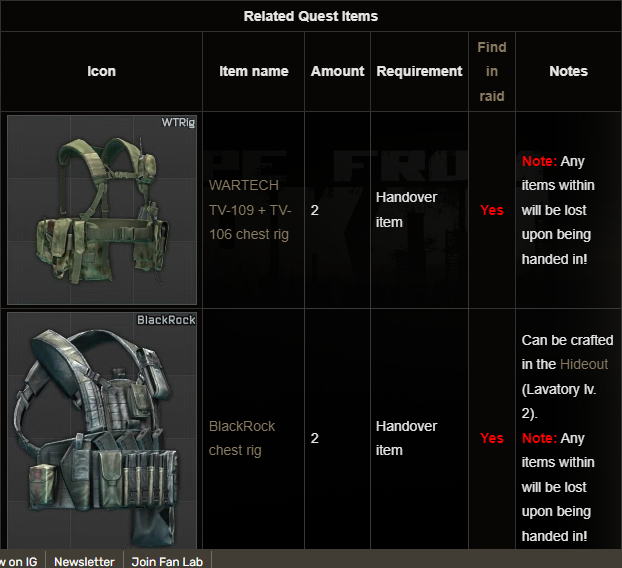 Related Quest Items
Icon
Item name
Amount
Requirement
Find
in
raid
Notes
WTRig
WARTECH
TV-109 + TV-
106 chest rig
2
Handover
item
Yes
Note: Any
items within
will be lost
upon being
handed in!
BlackRock
BlackRock
chest rig
2
Handover
item
Yes
Can be crafted
in the Hideout
(Lavatory lv.
2).
Note: Any
items within
will be lost
upon being
handed in!
on IG
Newsletter
Join Fan Lab